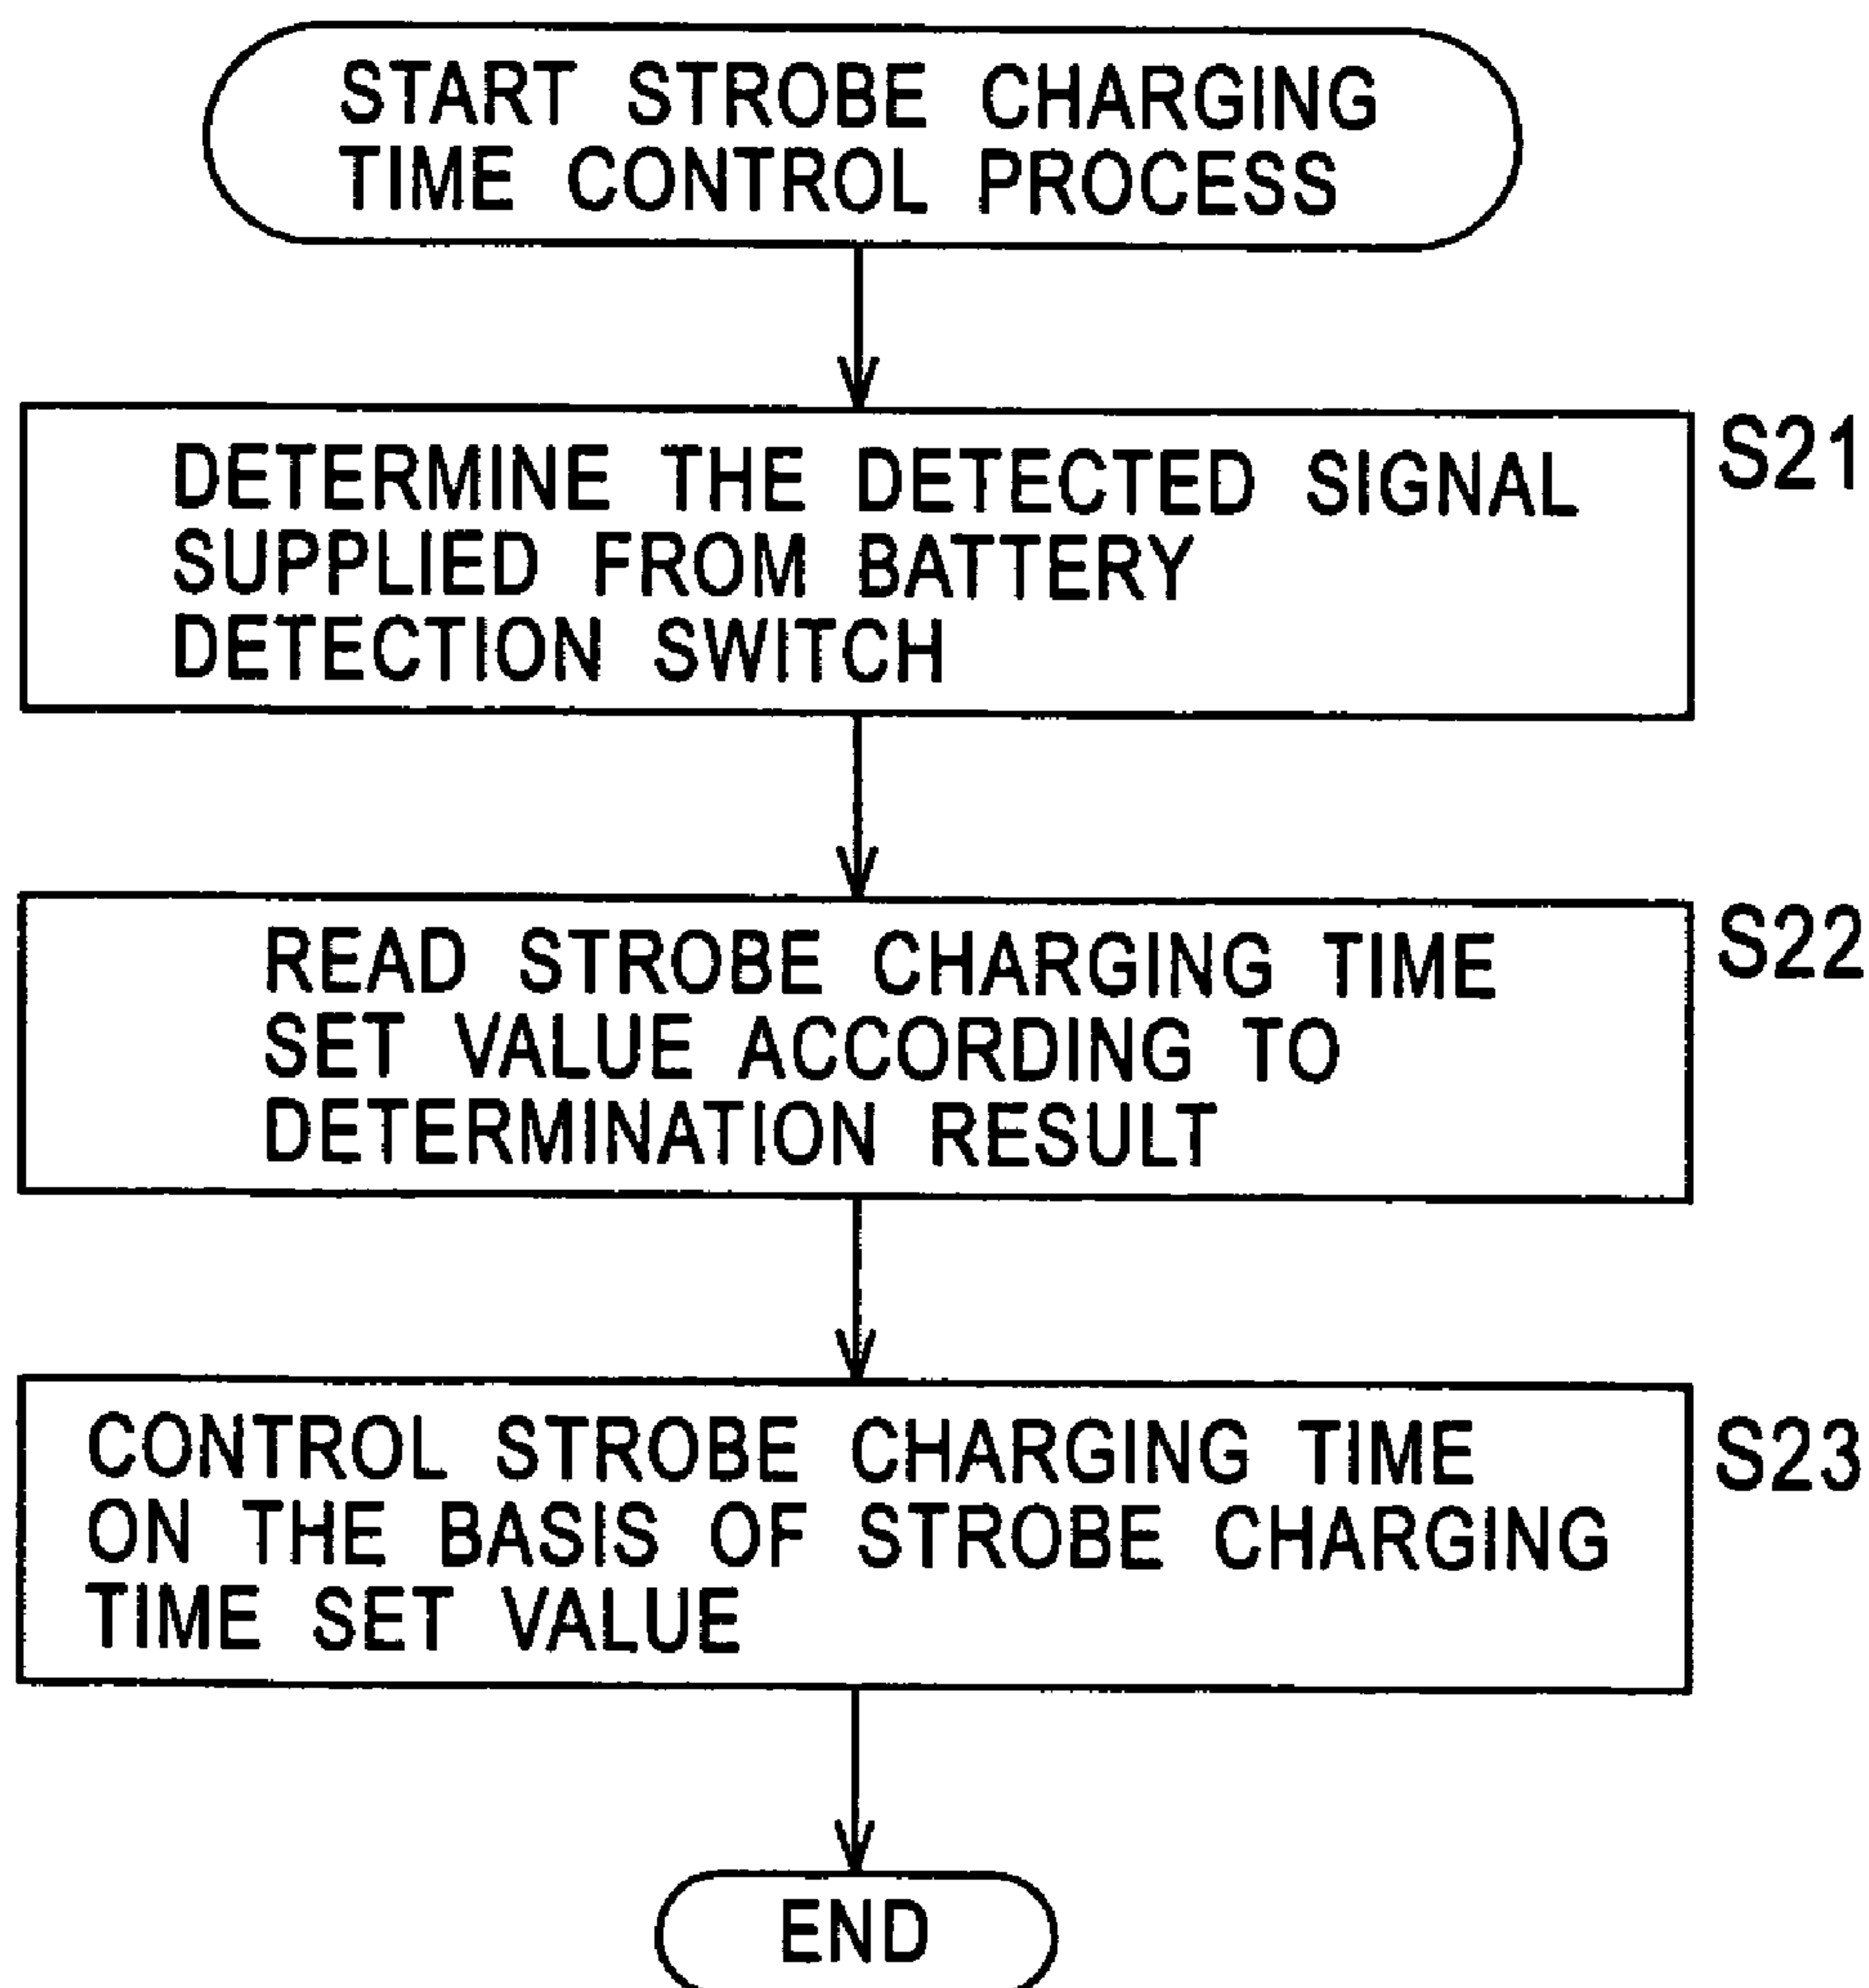 START STROBE CHARGING
TIME CONTROL PROCESS
DETERMINE THE DETECTED SIGNAL
SUPPLIED FROM BATTERY
DETECTION SWITCH
S21
READ STROBE CHARGING TIME
SET VALUE ACCORDING TO
DETERMINATION RESULT
S22
CONTROL STROBE CHARGING TIME
ON THE BASIS OF STROBE CHARGING
TIME SET VALUE
S23
END